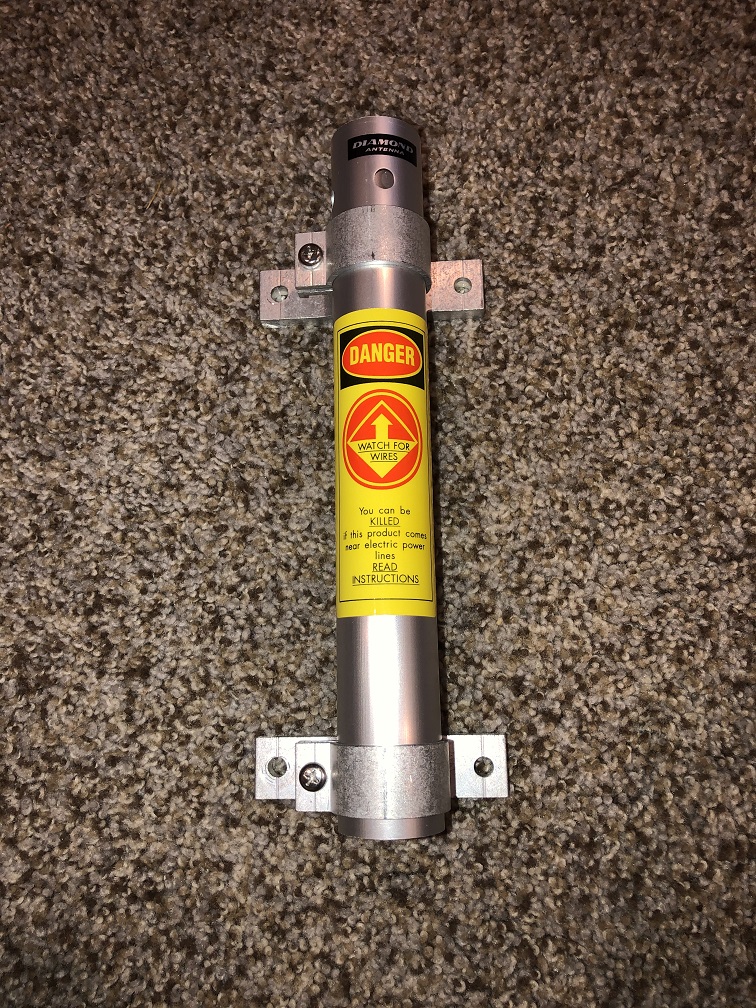 DIAMOND
ANTENNA
DANGER
WATCH FOR
WIRES
You can be
KILLED
if this product comes
near electric power
lines
READ
INSTRUCTIONS